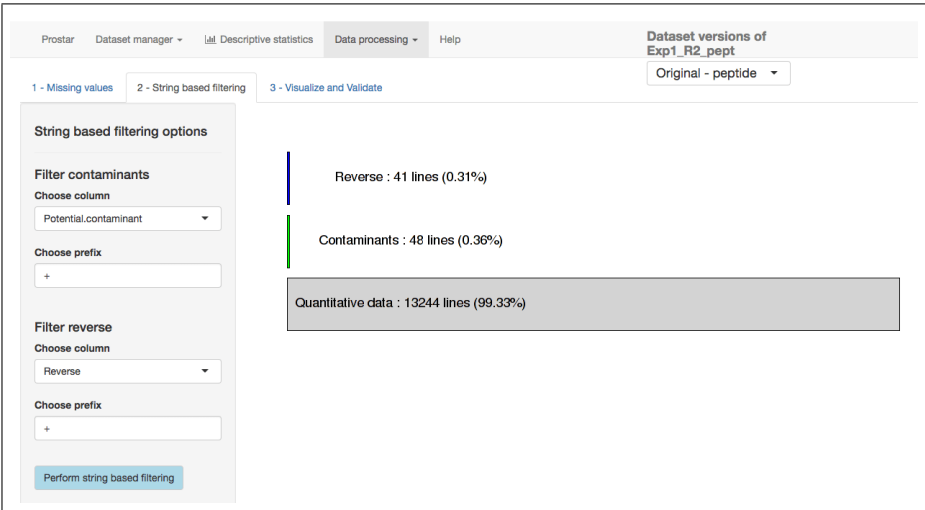 Prostar Dataset manager Descriptive statistics Data processing Help
Dataset versions of
Exp1_R2_pept
Original - peptide
1 - Missing values 2 - String based filtering 3 - Visualize and Validate
String based filtering options
Filter contaminants
Choose column
Potential.contaminant
Choose prefix
+
Filter reverse
Choose column
Reverse
Choose prefix
+
Perform string based filtering
Reverse : 41 lines (0.31%)
Contaminants : 48 lines (0.36%)
Quantitative data : 13244 lines (99.33%)